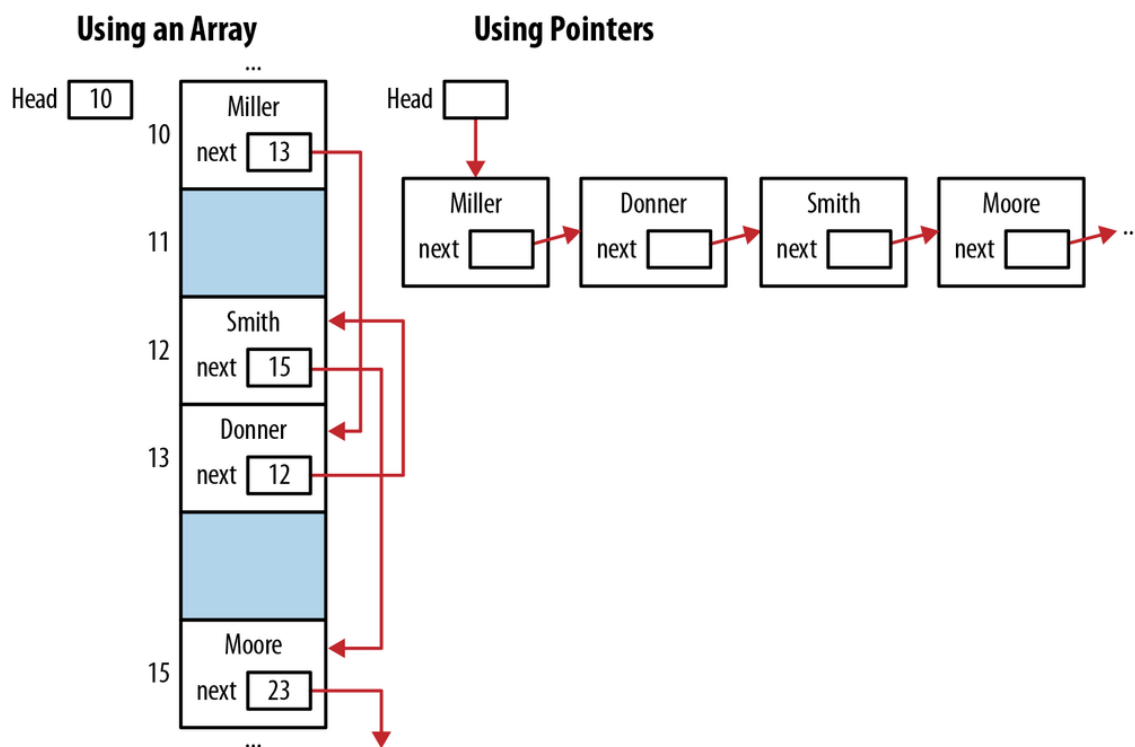 Using an Array
...
Head 10
10
Miller
next 13
11
12
Smith
next 15
13
Donner
next 12
15
Moore
next 23
...
Using Pointers
Head
Miller
next
Donner
next
Smith
next
Moore
next
..